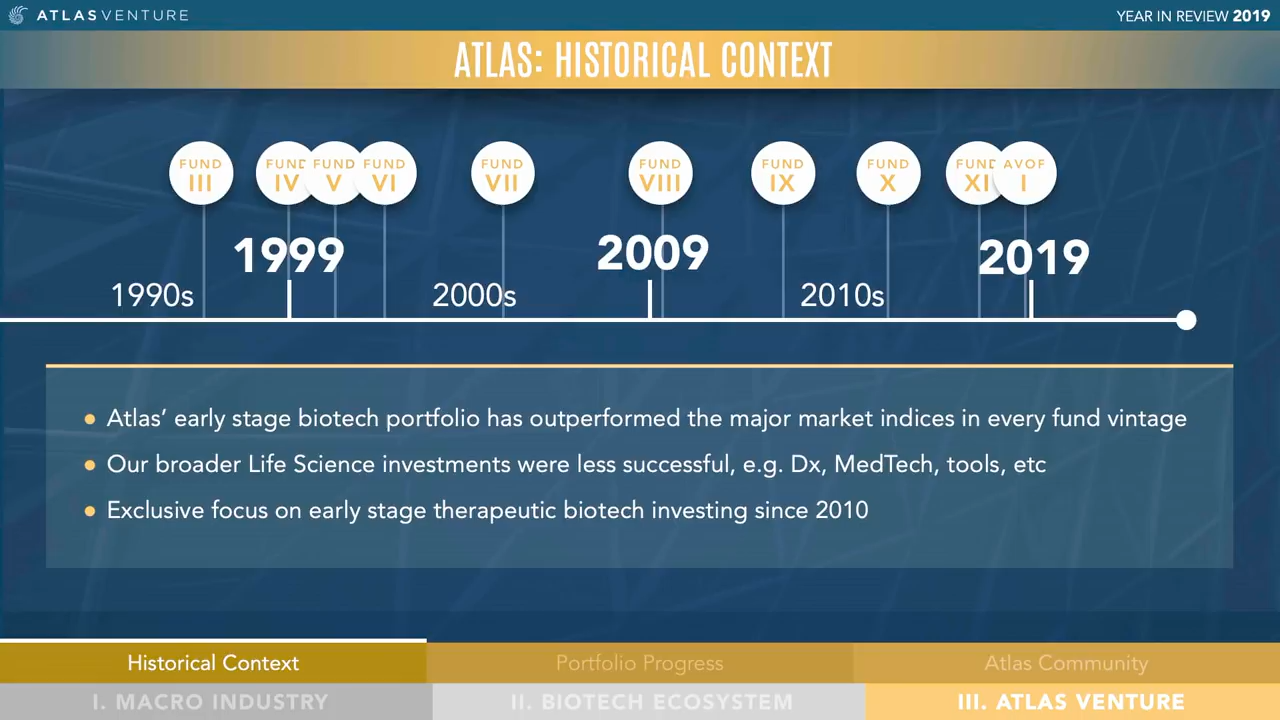 ATLAS VENTURE
YEAR IN REVIEW 2019
ATLAS: HISTORICAL CONTEXT
FUND III
FUND IV
FUND V
FUND VI
FUND VII
FUND VIII
FUND IX
FUND X
FUND XI
AVOF I
1999
2009
2019
1990s
2000s
2010s
• Atlas’ early stage biotech portfolio has outperformed the major market indices in every fund vintage
• Our broader Life Science investments were less successful, e.g. Dx, MedTech, tools, etc
• Exclusive focus on early stage therapeutic biotech investing since 2010
Historical Context
Portfolio Progress
Atlas Community
I. MACRO INDUSTRY
II. BIOTECH ECOSYSTEM
III. ATLAS VENTURE